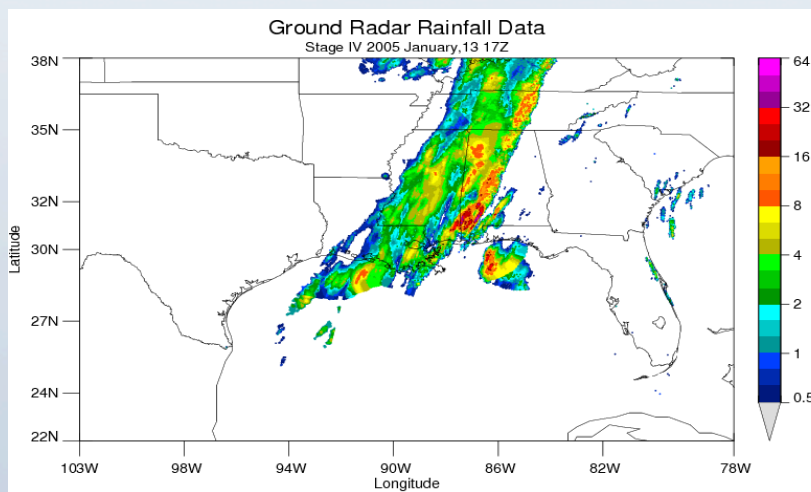 Ground Radar Rainfall Data
Stage IV 2005 January,13 17Z
38N
35N
32N
30N
27N
24N
22N
Latitude
103W 98W 94W 90W 86W 82W 78W
Longitude
64
32
16
8
4
2
1
0.5